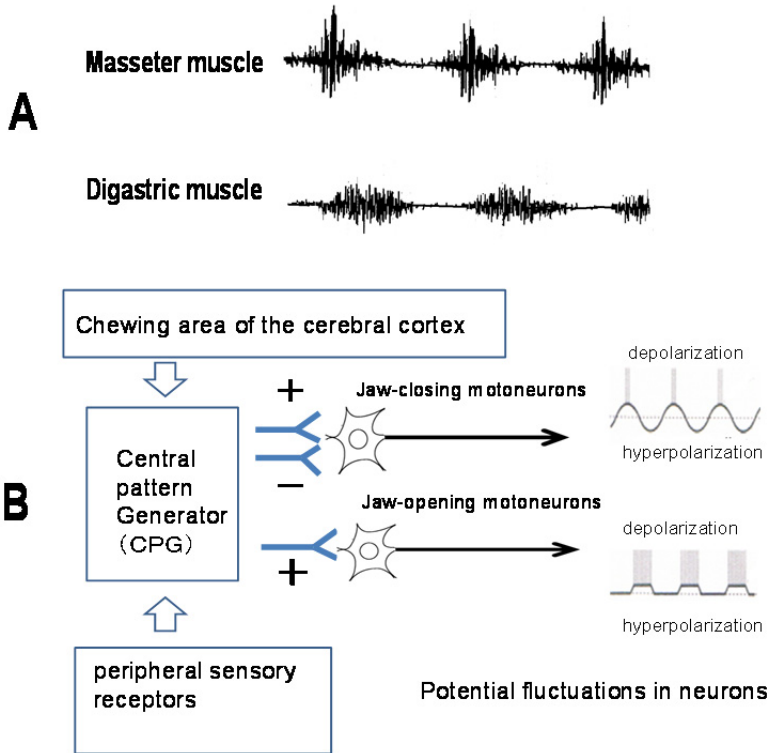 Masseter muscle
A
Digastric muscle
Chewing area of the cerebral cortex
depolarization
+
Jaw-closing motoneurons
Central
pattern
Generator
（CPG）
hyperpolarization
−
B
Jaw-opening motoneurons
depolarization
+
hyperpolarization
peripheral sensory
receptors
Potential fluctuations in neurons